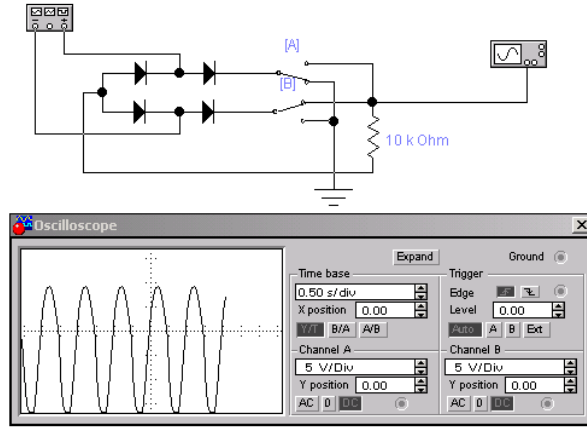 [A]
[B]
10 k Ohm
Oscilloscope
Expand
Ground
Time base
0.50 s/div
X position 0.00
Y/T B/A A/B
Trigger
Edge
Level 0.00
Auto A B Ext
Channel A
5 V/Div
Y position 0.00
AC 0 DC
Channel B
5 V/Div
Y position 0.00
AC 0 DC